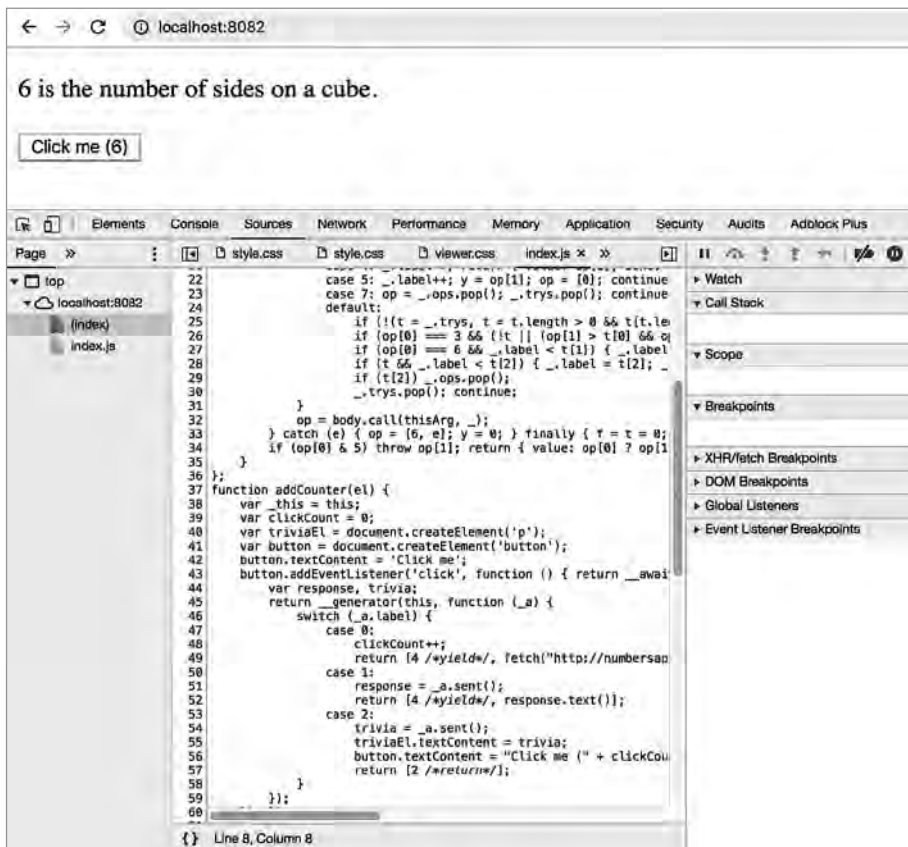 localhost:8082
6 is the number of sides on a cube.
Click me (6)
Elements Console Sources Network Performance Memory Application Security Audits Adblock Plus
Page » style.css style.css viewer.css index.js × »
top
localhost:8082
(index)
index.js
22 case 5: _.label++; y = op[1]; op = [0]; continue
23 case 7: op = _.ops.pop(); _.trys.pop(); continue
24 default:
25 if (!(t = _.trys, t = t.length > 0 && t[t.le
26 if (op[0] === 3 && (!t || (op[1] > t[0] && o
27 if (op[0] === 6 && _.label < t[1]) { _.label
28 if (t && _.label < t[2]) { _.label = t[2]; _
29 if (t[2]) _.ops.pop();
30 _.trys.pop(); continue;
31 }
32 op = body.call(thisArg, _);
33 } catch (e) { op = [6, e]; y = 0; } finally { f = t = 0;
34 if (op[0] & 5) throw op[1]; return { value: op[0] ? op[1
35 }
36 };
37 function addCounter(el) {
38 var _this = this;
39 var clickCount = 0;
40 var triviaEl = document.createElement('p');
41 var button = document.createElement('button');
42 button.textContent = 'Click me';
43 button.addEventListener('click', function () { return __awai
44 var response, trivia;
45 return __generator(this, function (_a) {
46 switch (_a.label) {
47 case 0:
48 clickCount++;
49 return [4 /*yield*/, fetch("http://numbersap
50 case 1:
51 response = _a.sent();
52 return [4 /*yield*/, response.text()];
53 case 2:
54 trivia = _a.sent();
55 triviaEl.textContent = trivia;
56 button.textContent = "Click me (" + clickCou
57 return [2 /*return*/];
58 }
59 });
60
{} Line 8, Column 8
Watch
Call Stack
Scope
Breakpoints
XHR/fetch Breakpoints
DOM Breakpoints
Global Listeners
Event Listener Breakpoints